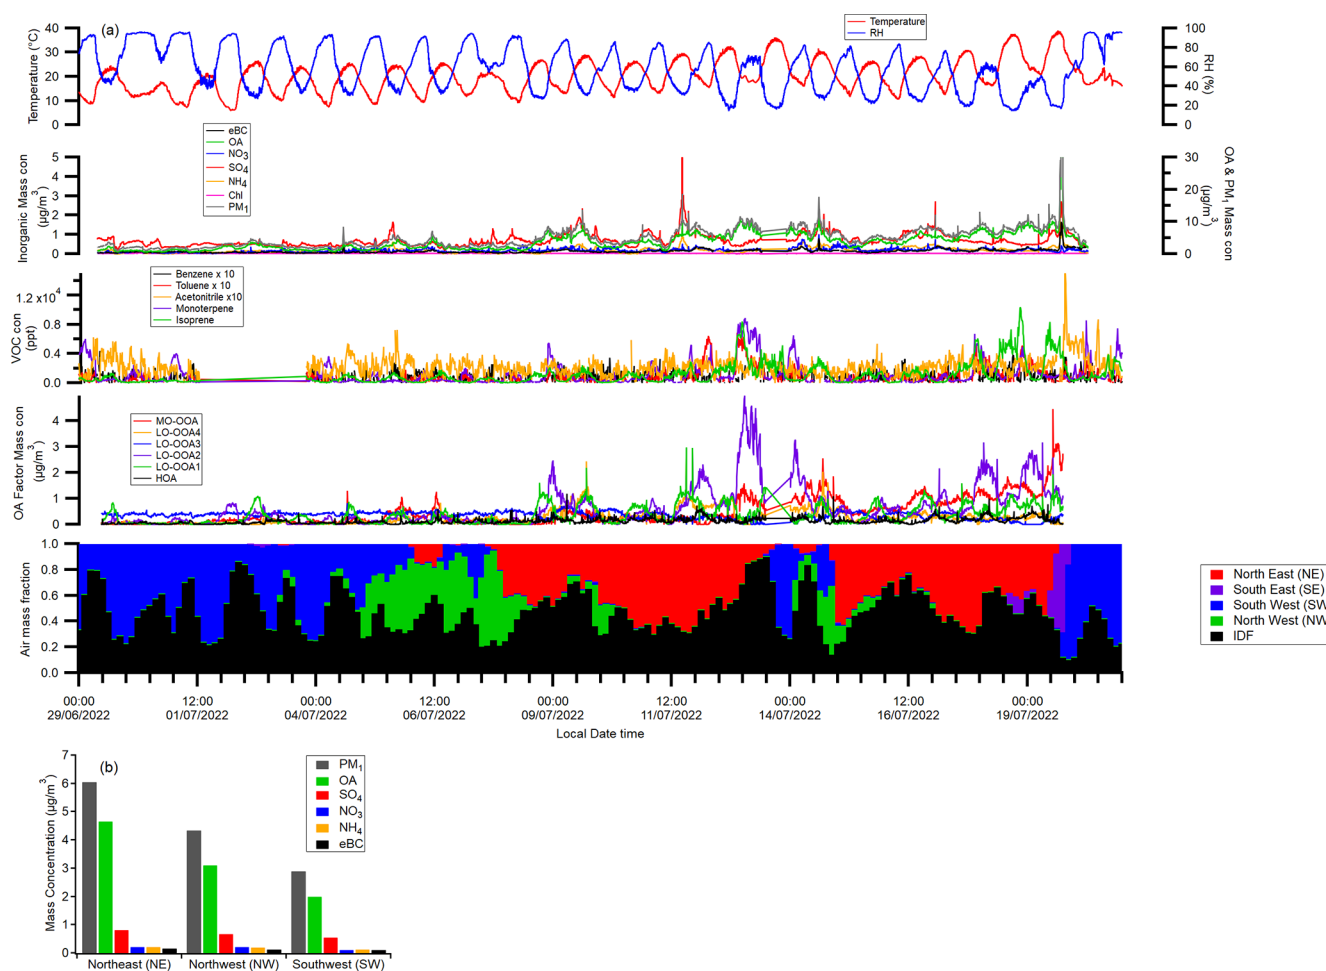 (a)
Temperature
RH
Temperature (°C)
40
30
20
10
0
RH (%)
100
80
60
40
20
0
eBC
OA
NO3
SO4
NH4
Chl
PM1
Inorganic Mass con (µg/m3)
5
4
3
2
1
0
OA & PM1 Mass con (µg/m3)
30
20
10
0
Benzene x 10
Toluene x 10
Acetonitrile x10
Monoterpene
Isoprene
VOC con (ppt)
1.2 x10^4
0.8
0.4
0.0
MO-OOA
LO-OOA4
LO-OOA3
LO-OOA2
LO-OOA1
HOA
OA Factor Mass con (µg/m3)
4
3
2
1
0
Air mass fraction
1.0
0.8
0.6
0.4
0.2
0.0
North East (NE)
South East (SE)
South West (SW
North West (NW
IDF
00:00 12:00 00:00 12:00 00:00 12:00 00:00 12:00 00:00
29/06/2022 01/07/2022 04/07/2022 06/07/2022 09/07/2022 11/07/2022 14/07/2022 16/07/2022 19/07/2022
Local Date time
(b)
PM1
OA
SO4
NO3
NH4
eBC
Mass Concentration (µg/m3)
7
6
5
4
3
2
1
0
Northeast (NE) Northwest (NW) Southwest (SW)